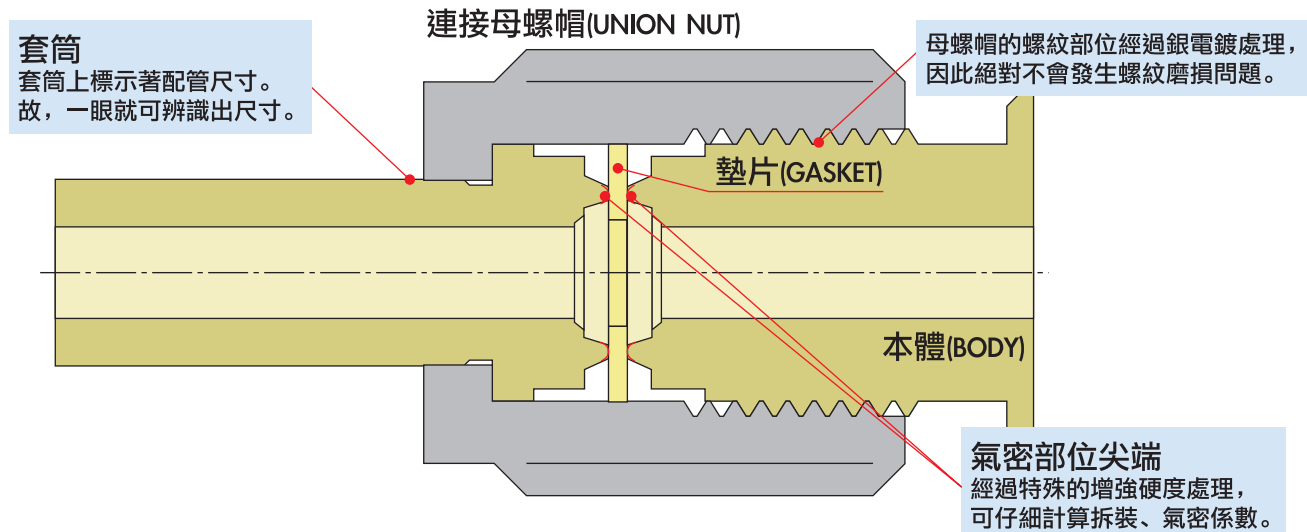 連接母螺帽(UNION NUT)
套筒
套筒上標示著配管尺寸。
故，一眼就可辨識出尺寸。
母螺帽的螺紋部位經過銀電鍍處理，
因此絕對不會發生螺紋磨損問題。
墊片(GASKET)
本體(BODY)
氣密部位尖端
經過特殊的增強硬度處理，
可仔細計算拆裝、氣密係數。